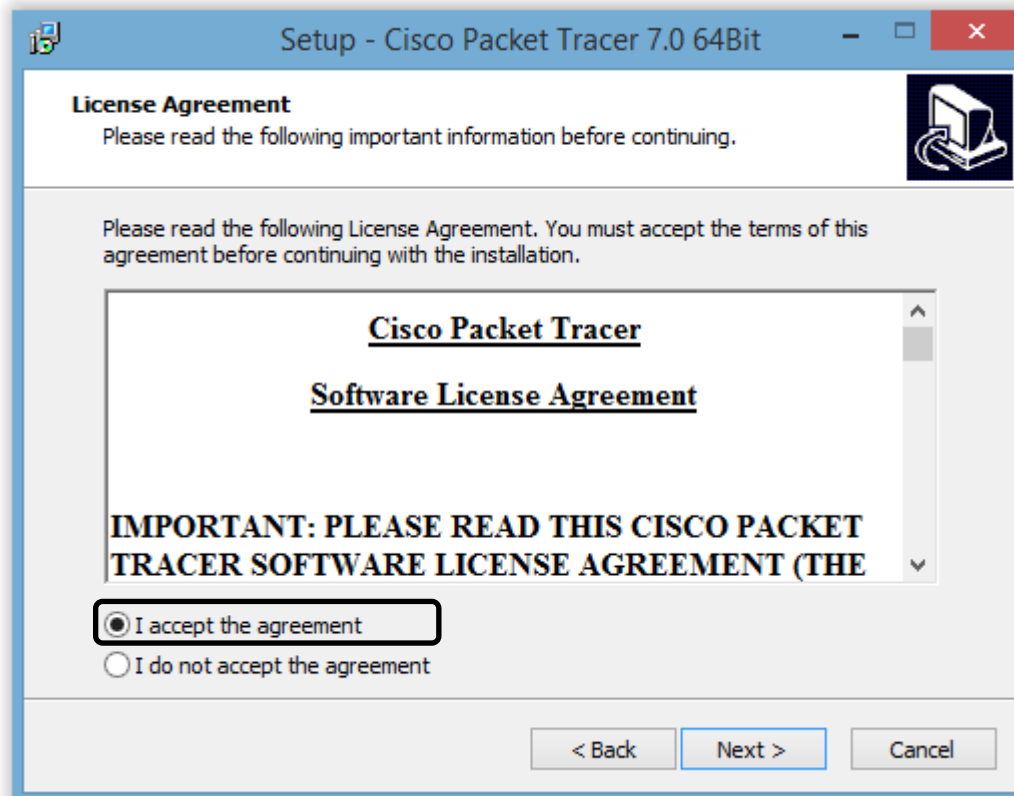 Setup - Cisco Packet Tracer 7.0 64Bit
License Agreement
Please read the following important information before continuing.
Please read the following License Agreement. You must accept the terms of this
agreement before continuing with the installation.
Cisco Packet Tracer
Software License Agreement
IMPORTANT: PLEASE READ THIS CISCO PACKET
TRACER SOFTWARE LICENSE AGREEMENT (THE
I accept the agreement
I do not accept the agreement
< Back Next > Cancel